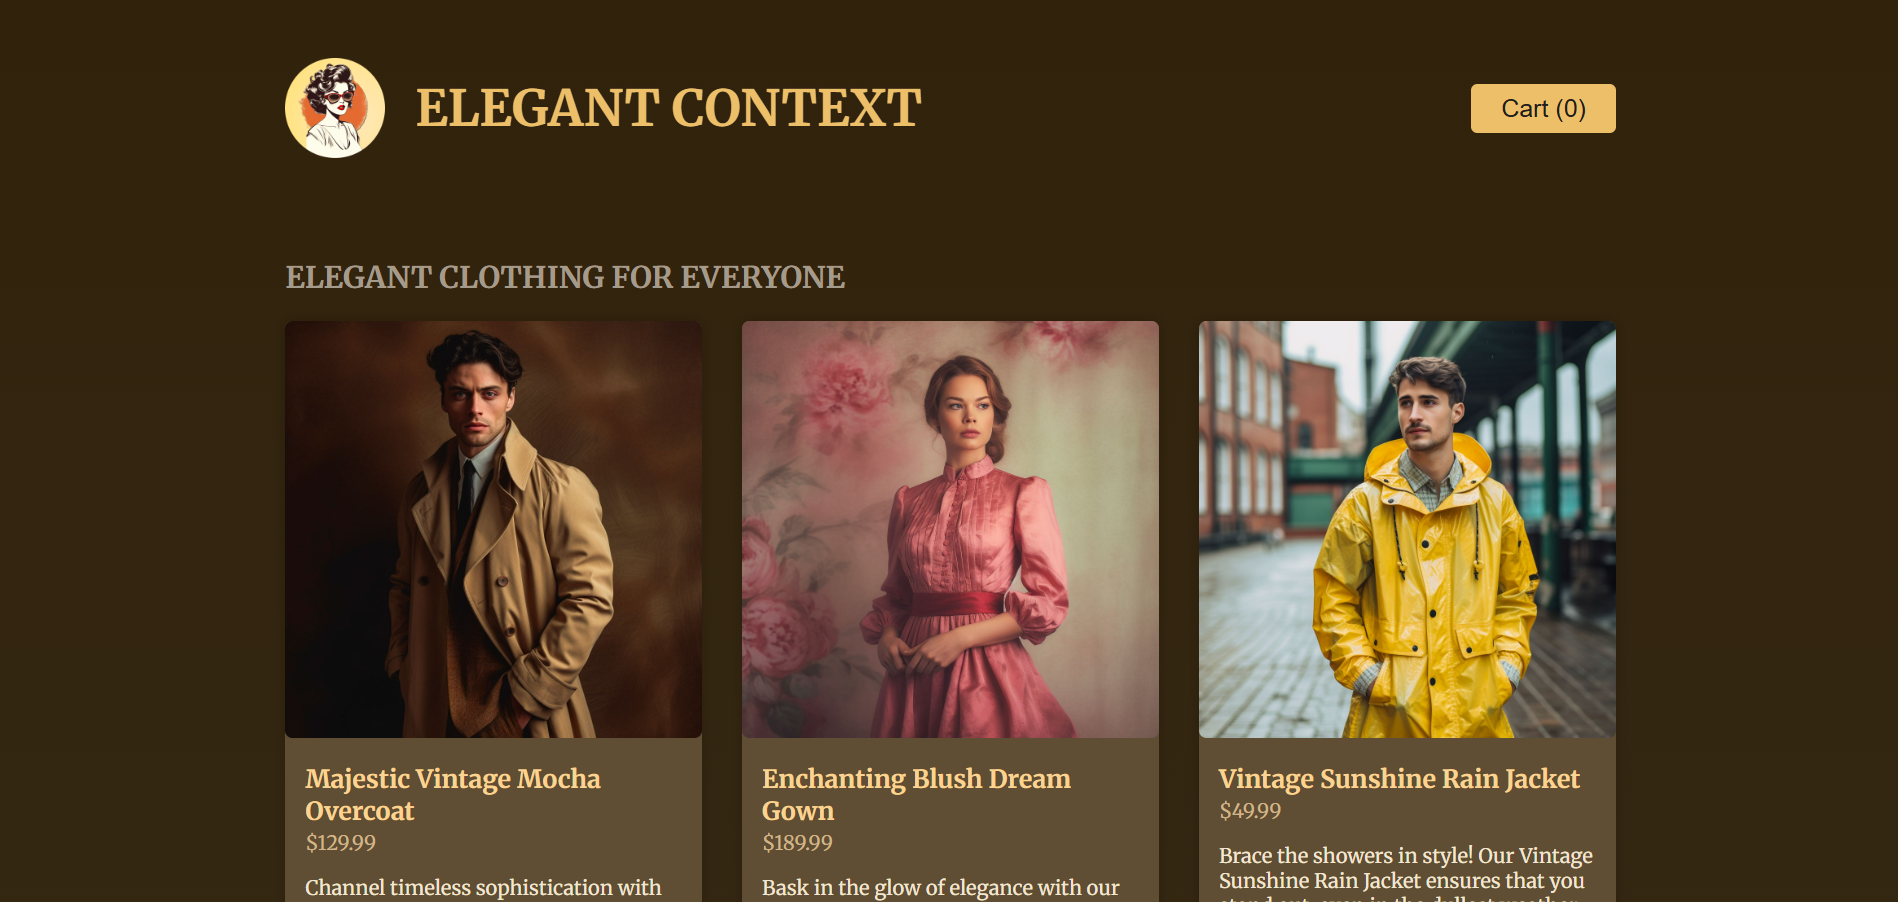 ELEGANT CONTEXT
Cart (0)
ELEGANT CLOTHING FOR EVERYONE
Majestic Vintage Mocha
Overcoat
$129.99
Channel timeless sophistication with
Enchanting Blush Dream
Gown
$189.99
Bask in the glow of elegance with our
Vintage Sunshine Rain Jacket
$49.99
Brace the showers in style! Our Vintage
Sunshine Rain Jacket ensures that you